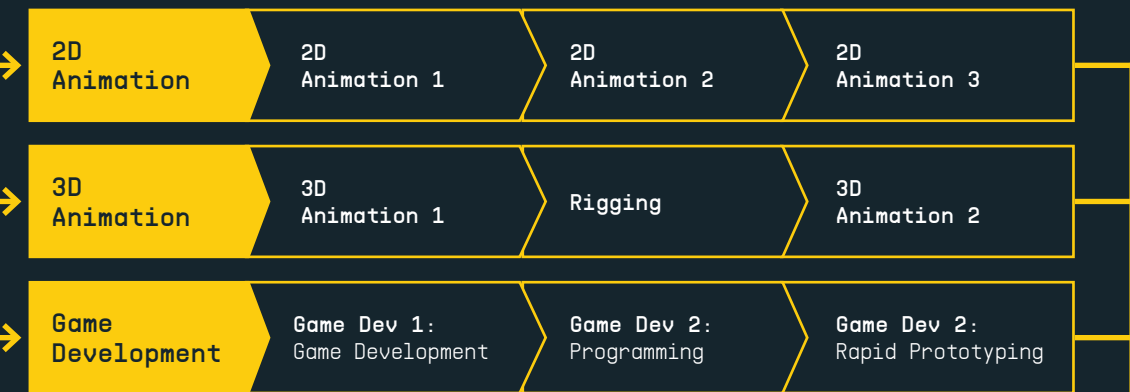 2D
Animation
2D
Animation 1
2D
Animation 2
2D
Animation 3
3D
Animation
3D
Animation 1
Rigging
3D
Animation 2
Game
Development
Game Dev 1:
Game Development
Game Dev 2:
Programming
Game Dev 2:
Rapid Prototyping